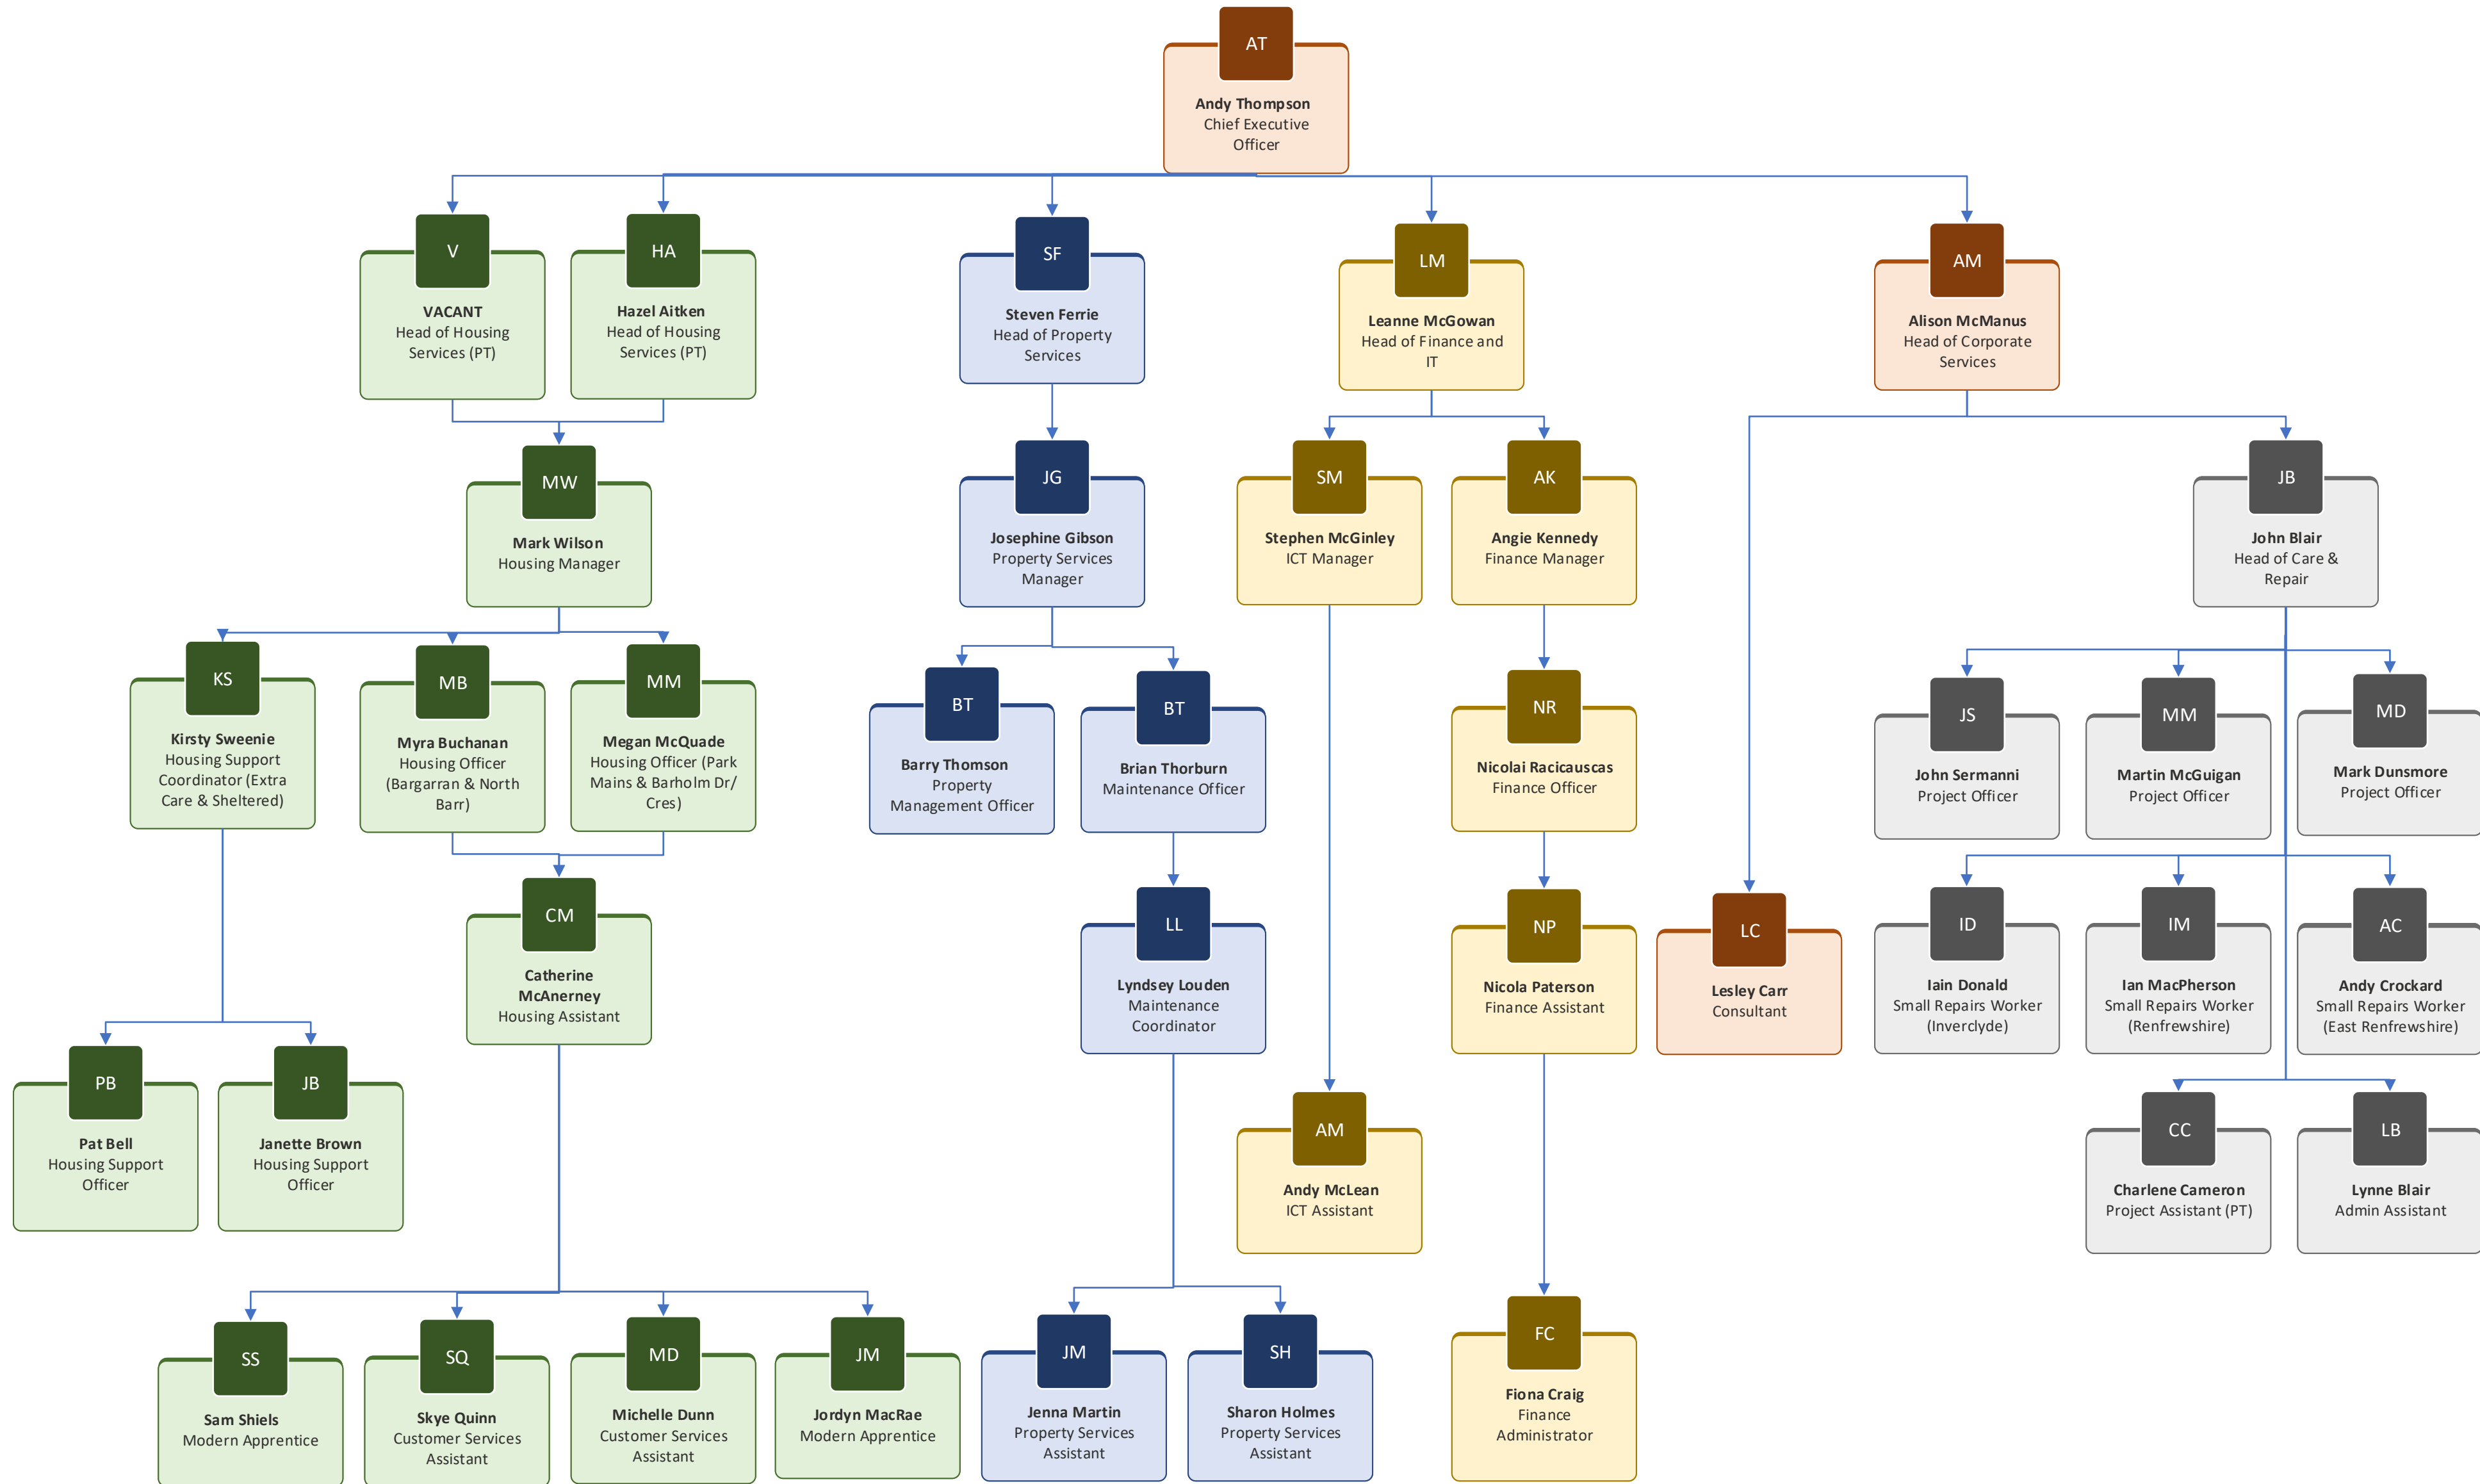 AT
Andy Thompson
Chief Executive
Officer
V
VACANT
Head of Housing
Services (PT)
HA
Hazel Aitken
Head of Housing
Services (PT)
SF
Steven Ferrie
Head of Property
Services
LM
Leanne McGowan
Head of Finance and
IT
AM
Alison McManus
Head of Corporate
Services
MW
Mark Wilson
Housing Manager
JG
Josephine Gibson
Property Services
Manager
SM
Stephen McGinley
ICT Manager
AK
Angie Kennedy
Finance Manager
JB
John Blair
Head of Care &
Repair
KS
Kirsty Sweenie
Housing Support
Coordinator (Extra
Care & Sheltered)
MB
Myra Buchanan
Housing Officer
(Bargarran & North
Barr)
MM
Megan McQuade
Housing Officer (Park
Mains & Barholm Dr/
Cres)
BT
Barry Thomson
Property
Management Officer
BT
Brian Thorburn
Maintenance Officer
NR
Nicolai Racicauscas
Finance Officer
JS
John Sermanni
Project Officer
MM
Martin McGuigan
Project Officer
MD
Mark Dunsmore
Project Officer
CM
Catherine
McAnerney
Housing Assistant
LL
Lyndsey Louden
Maintenance
Coordinator
NP
Nicola Paterson
Finance Assistant
LC
Lesley Carr
Consultant
ID
Iain Donald
Small Repairs Worker
(Inverclyde)
IM
Ian MacPherson
Small Repairs Worker
(Renfrewshire)
AC
Andy Crockard
Small Repairs Worker
(East Renfrewshire)
PB
Pat Bell
Housing Support
Officer
JB
Janette Brown
Housing Support
Officer
AM
Andy McLean
ICT Assistant
CC
Charlene Cameron
Project Assistant (PT)
LB
Lynne Blair
Admin Assistant
SS
Sam Shiels
Modern Apprentice
SQ
Skye Quinn
Customer Services
Assistant
MD
Michelle Dunn
Customer Services
Assistant
JM
Jordyn MacRae
Modern Apprentice
JM
Jenna Martin
Property Services
Assistant
SH
Sharon Holmes
Property Services
Assistant
FC
Fiona Craig
Finance
Administrator